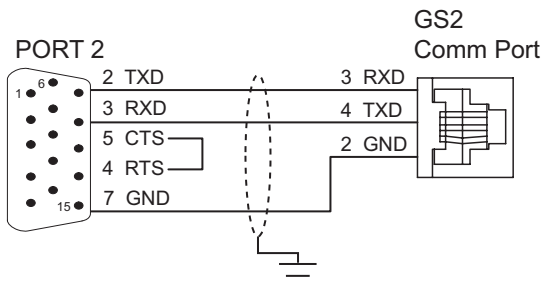 GS2
Comm Port
PORT 2
6
1
15
2 TXD
3 RXD
5 CTS
4 RTS
7 GND
3 RXD
4 TXD
2 GND